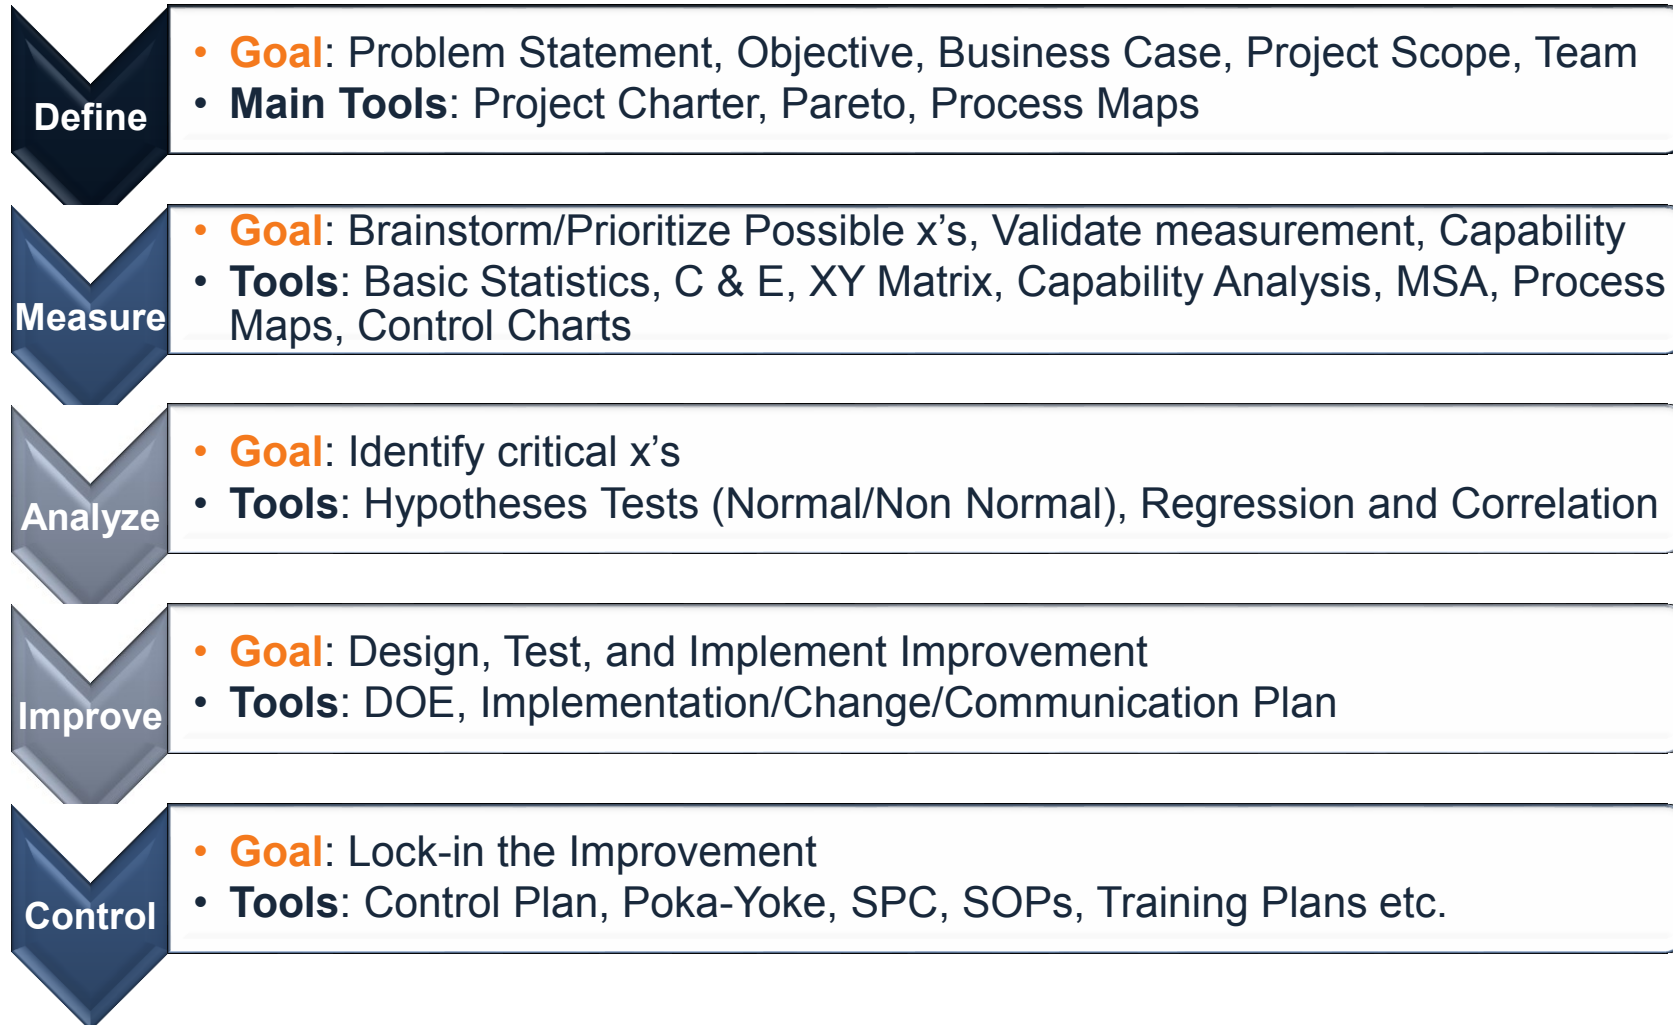 Define
• Goal: Problem Statement, Objective, Business Case, Project Scope, Team
• Main Tools: Project Charter, Pareto, Process Maps
Measure
• Goal: Brainstorm/Prioritize Possible x’s, Validate measurement, Capability
• Tools: Basic Statistics, C & E, XY Matrix, Capability Analysis, MSA, Process
Maps, Control Charts
Analyze
• Goal: Identify critical x’s
• Tools: Hypotheses Tests (Normal/Non Normal), Regression and Correlation
Improve
• Goal: Design, Test, and Implement Improvement
• Tools: DOE, Implementation/Change/Communication Plan
Control
• Goal: Lock-in the Improvement
• Tools: Control Plan, Poka-Yoke, SPC, SOPs, Training Plans etc.